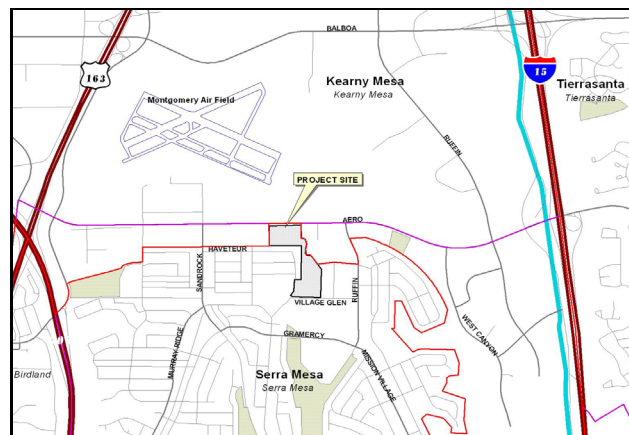 BALBOA
163
15
Kearny Mesa
Kearny Mesa
Tierrasanta
Tierrasanta
Montgomery Air Field
RUFFIN
PROJECT SITE
AERO
HAVETEUR
SANDROCK
VILLAGE GLEN
RUFFIN
WEST CANYON
GRAMERCY
MURRAY RIDGE
MISSION VILLAGE
Birdland
Serra Mesa
Serra Mesa